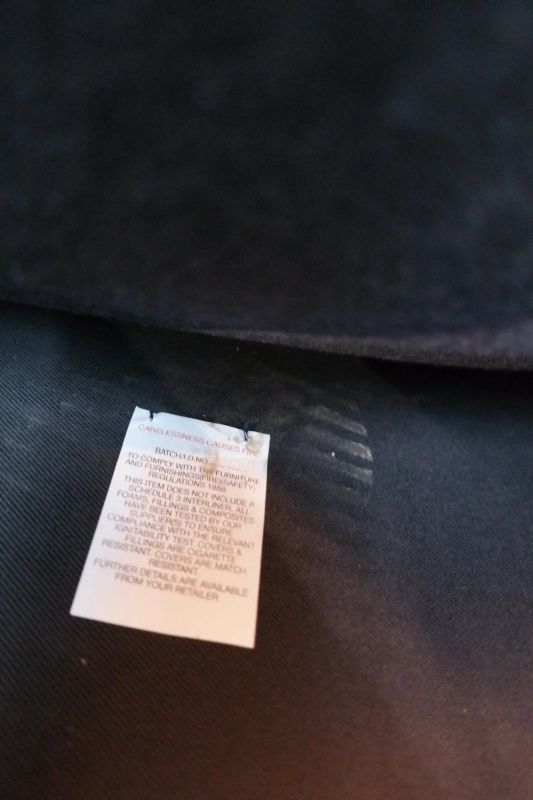 CARELESSNESS CAUSES FIRE
BATCH/I.D.NO
TO COMPLY WITH THE FURNITURE
AND FURNISHINGS(FIRE)(SAFETY)
REGULATIONS 1988
THIS ITEM DOES NOT INCLUDE A
SCHEDULE 3 INTERLINER. ALL
FOAMS, FILLINGS & COMPOSITES
HAVE BEEN TESTED BY OUR
SUPPLIER(S) TO ENSURE
COMPLIANCE WITH THE RELEVANT
IGNITABILITY TEST. COVERS &
FILLINGS ARE CIGARETTE
RESISTANT. COVERS ARE MATCH
RESISTANT.
FURTHER DETAILS ARE AVAILABLE
FROM YOUR RETAILER